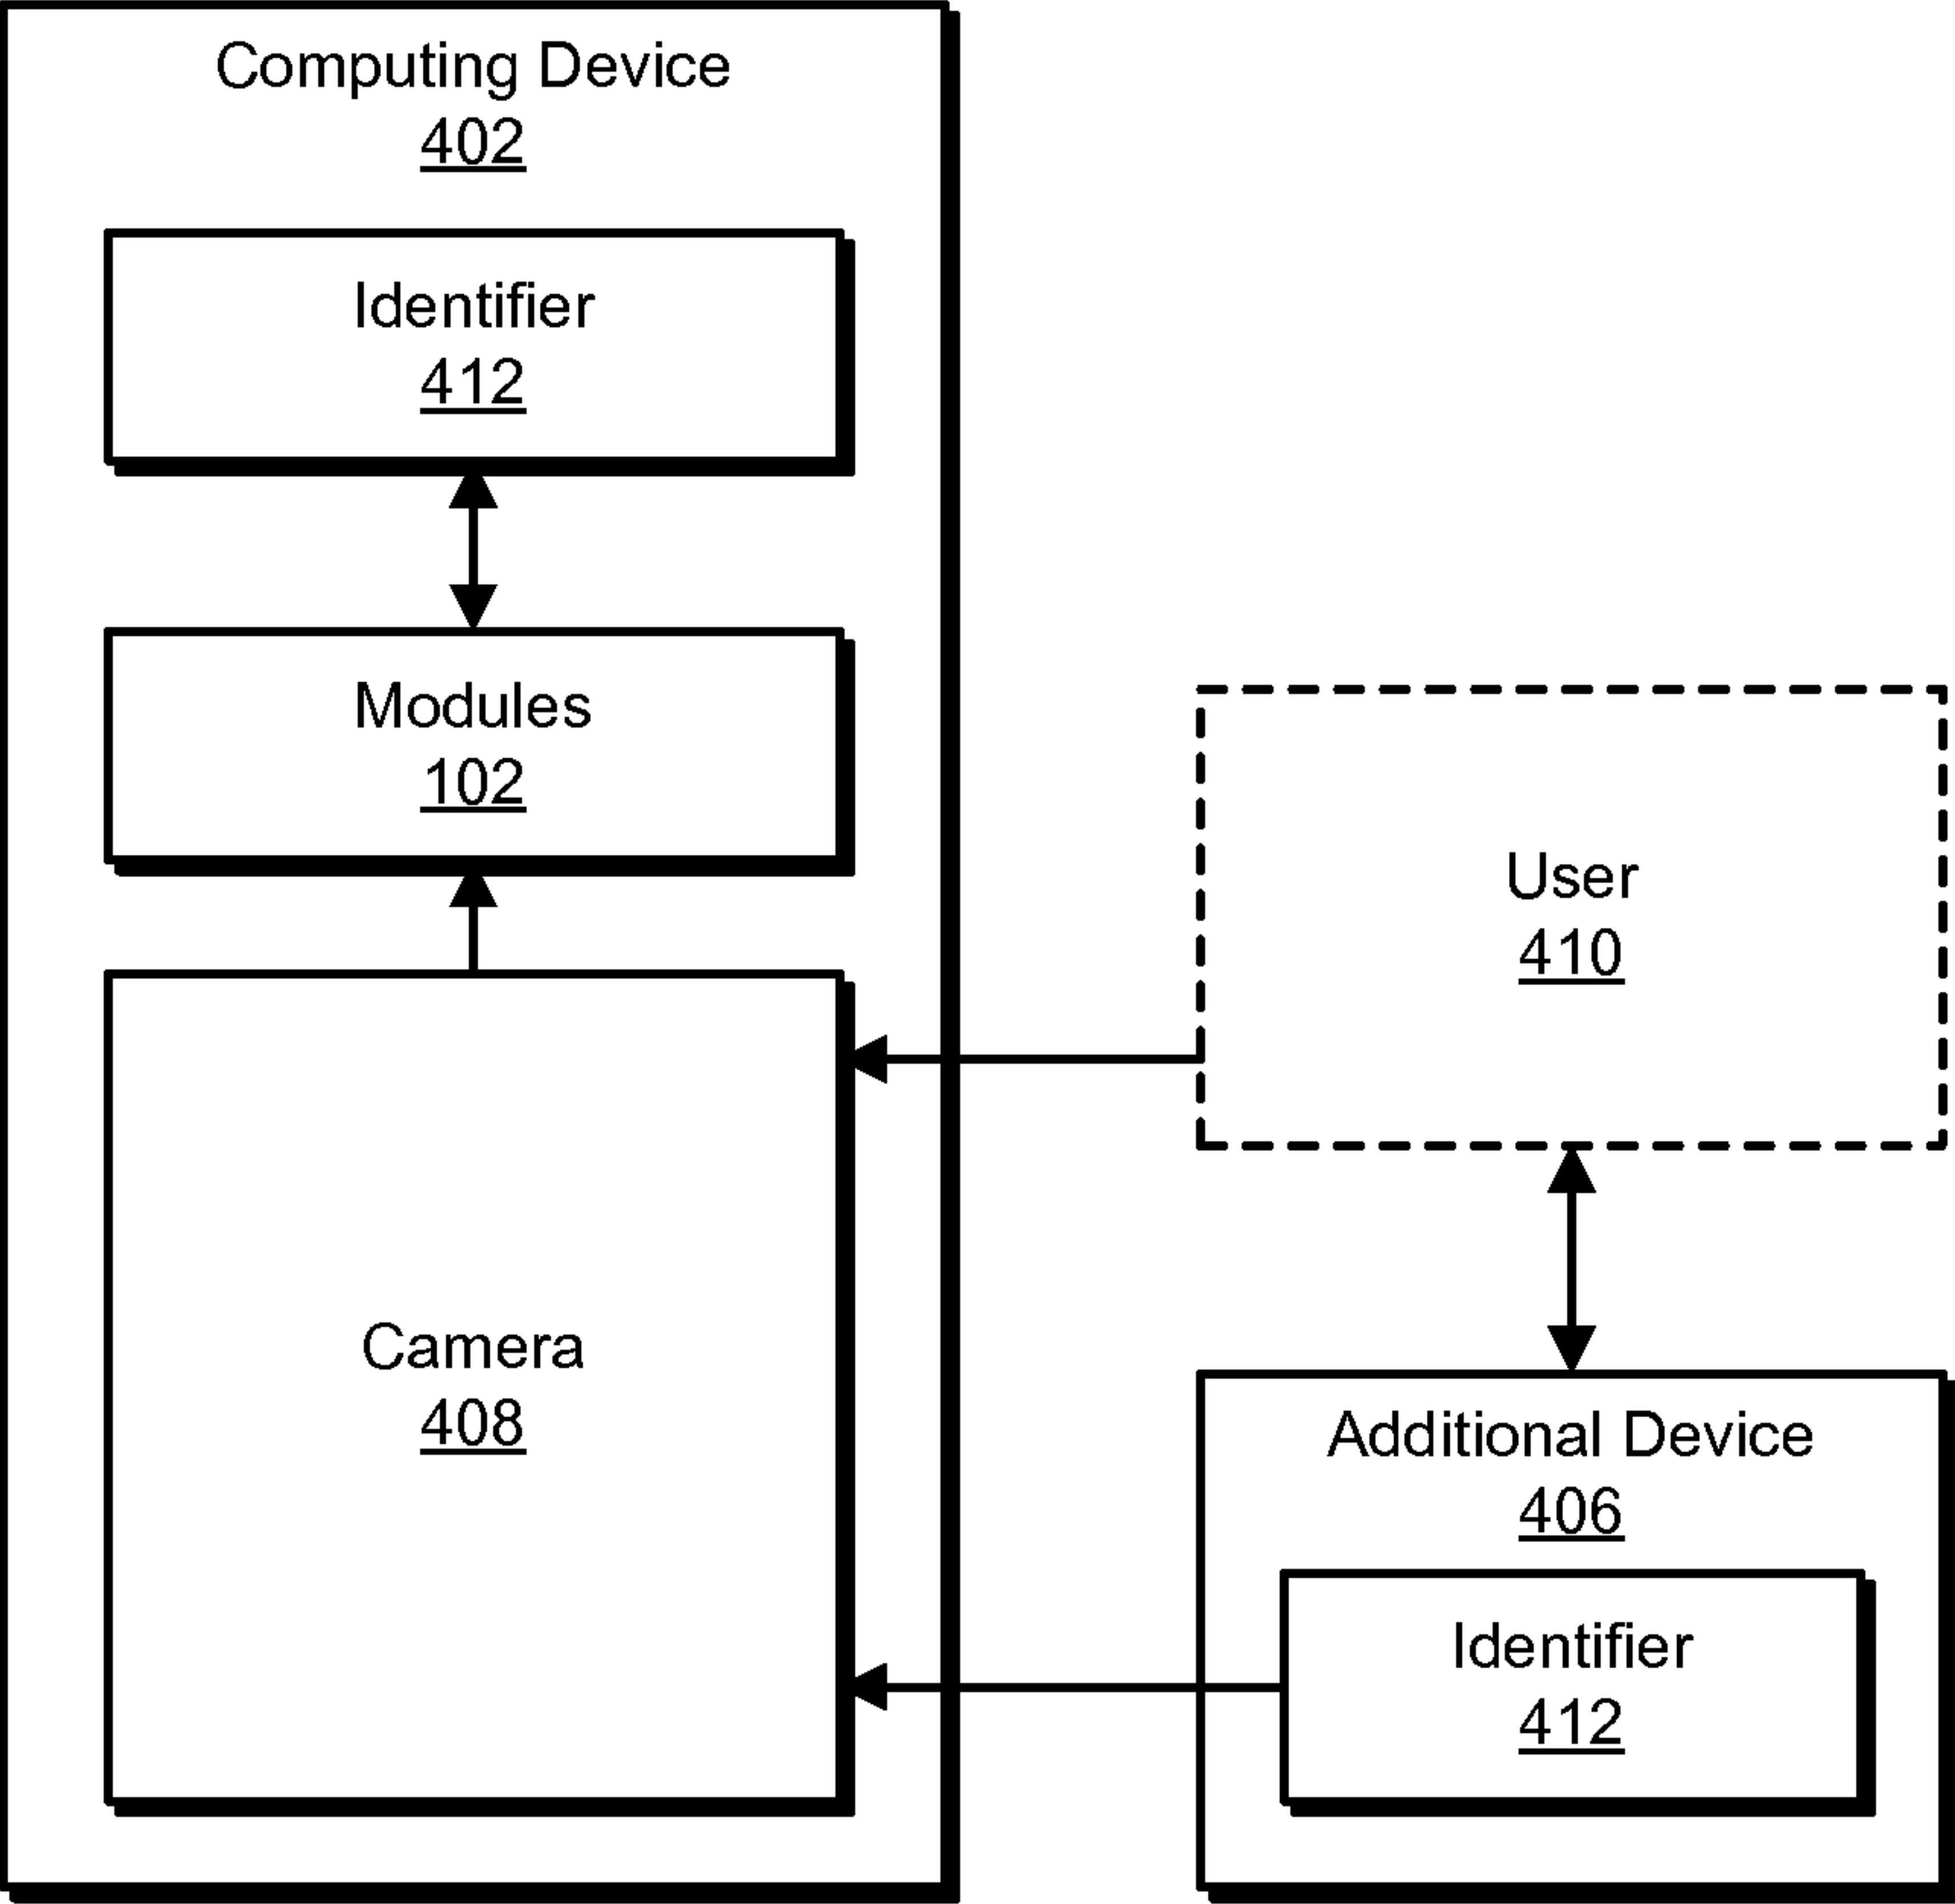 Computing Device
402
Identifier
412
Modules
102
Camera
408
User
410
Additional Device
406
Identifier
412